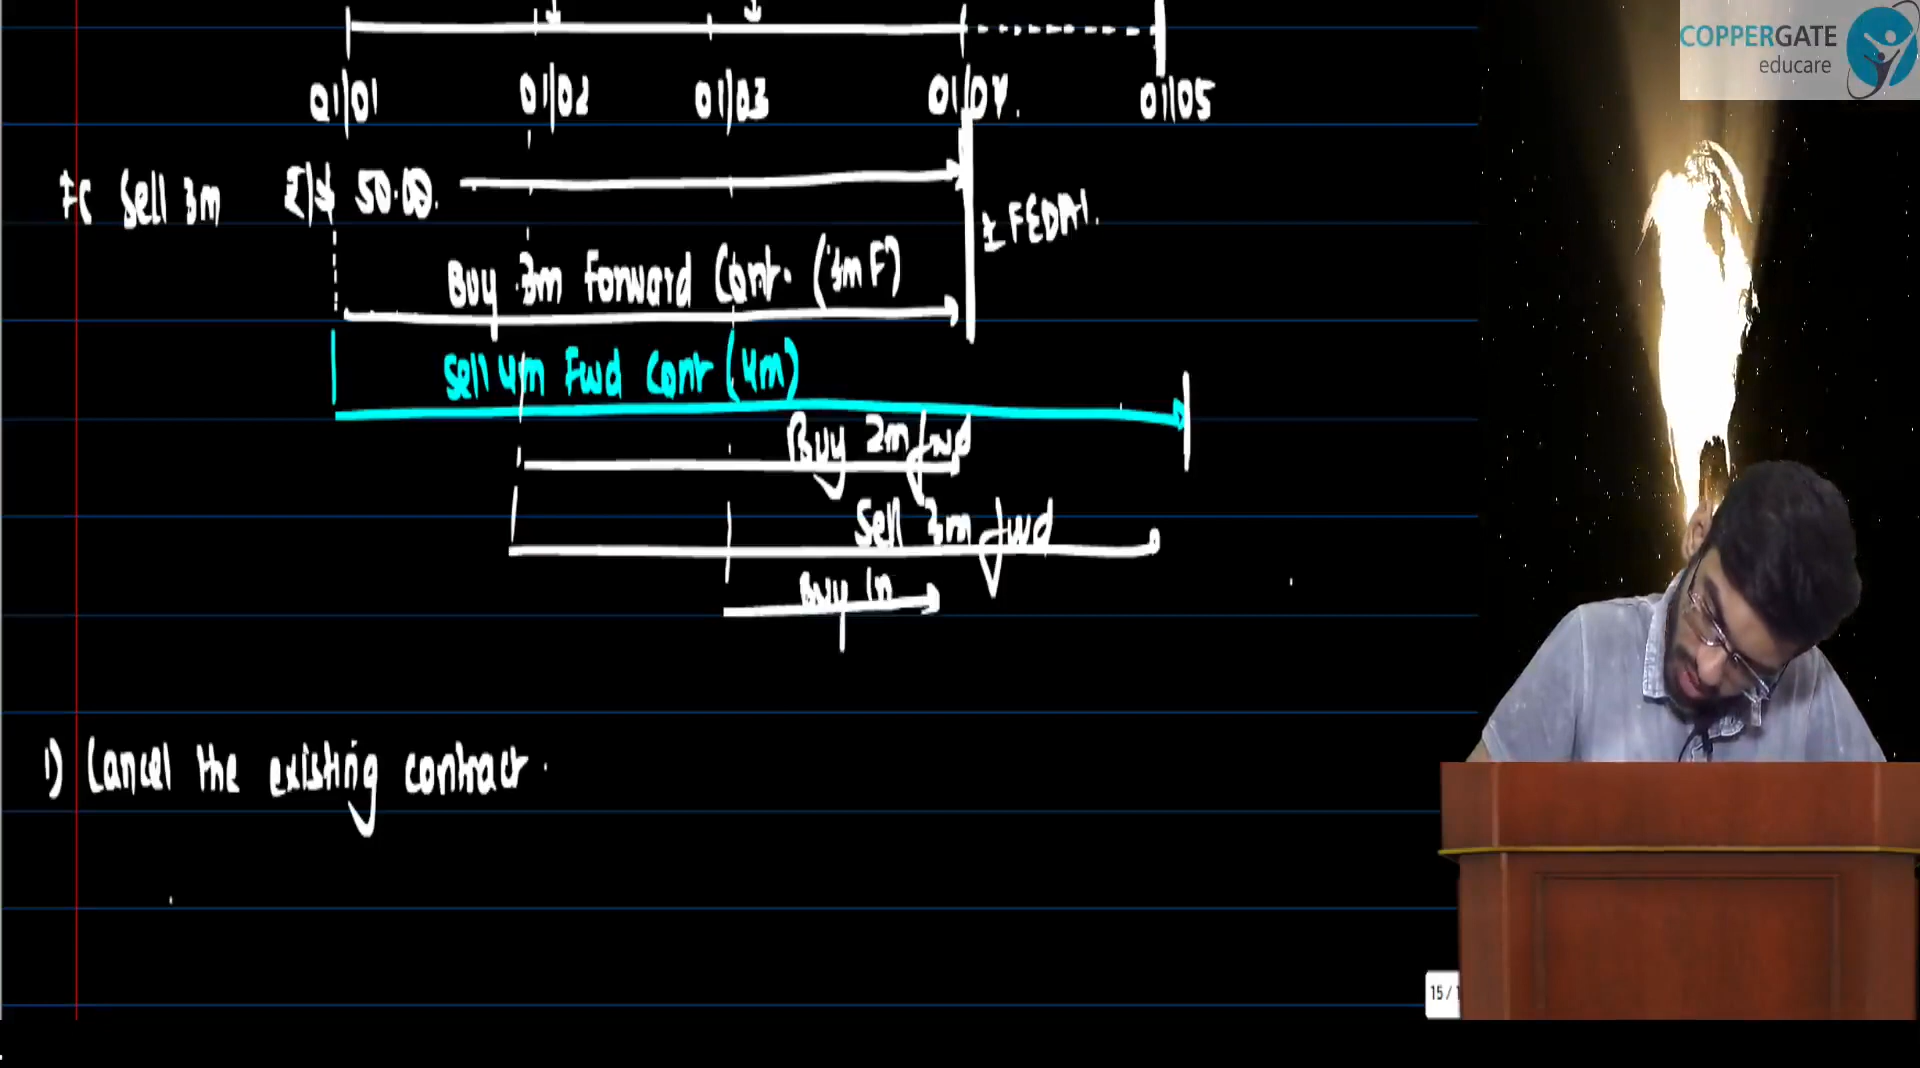 COPPERGATE
educare
01/01 01/02 01/03 01/04. 01/05
FC Sell 3m ₹/$ 50.00.
± FEDAI.
Buy 3m Forward Contr. (3m F)
Sell 4m Fwd Contr (4m)
Buy 2m fwd
Sell 3m fwd
Buy 1m
1) Cancel the existing contract.
15/1